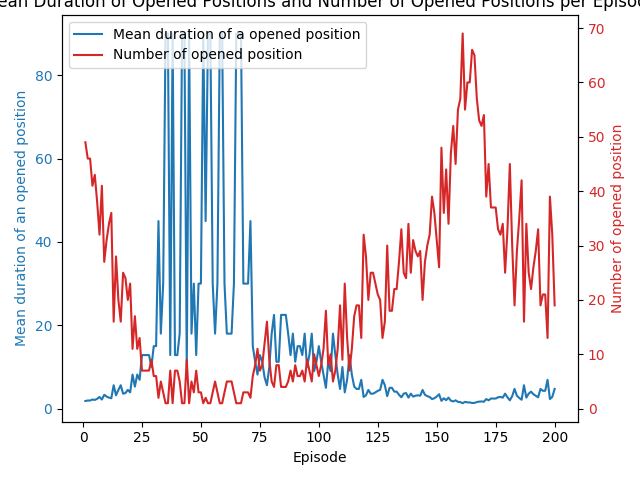 ean Duration of Opened Positions and Number of Opened Positions per Episod
Mean duration of a opened position
Number of opened position
Mean duration of an opened position
80
60
40
20
0
70
60
50
40
30
20
10
0
Number of opened position
0 25 50 75 100 125 150 175 200
Episode